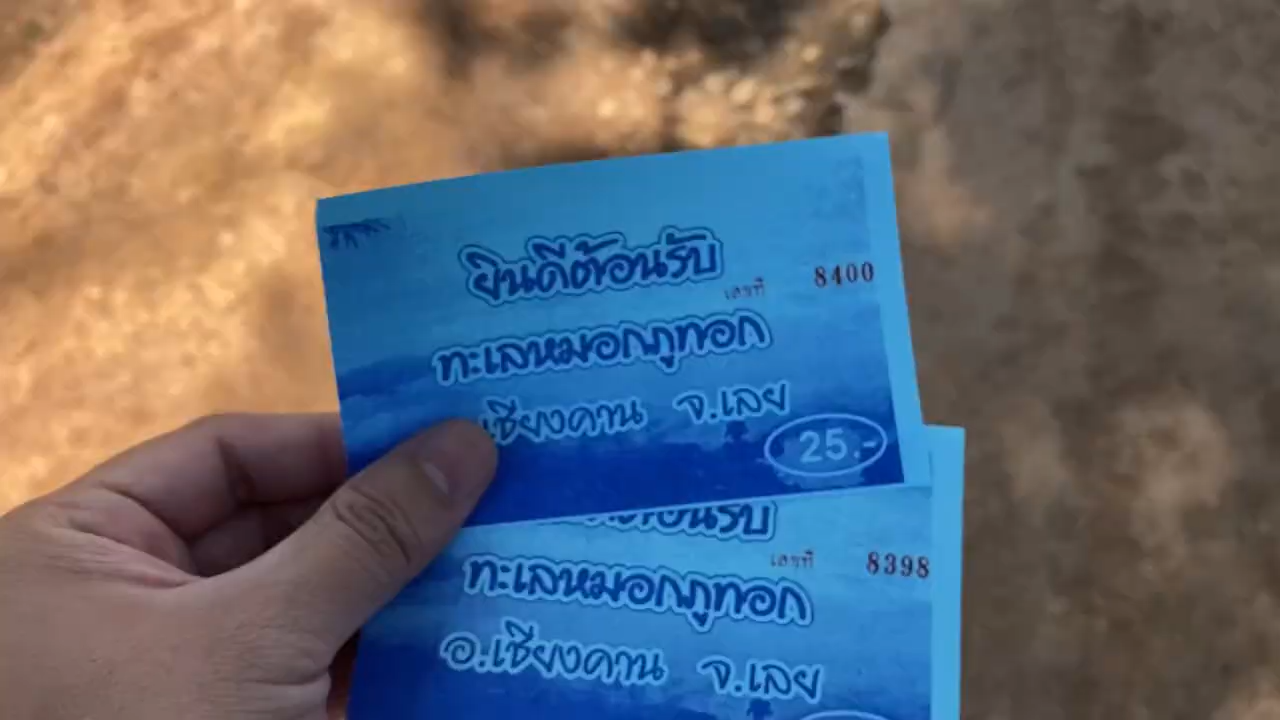 ยินดีต้อนรับ
เลขที่ 8400
ทะเลหมอกภูทอก
เชียงคาน จ.เลย
25.-
เลขที่ 8398
ทะเลหมอกภูทอก
อ.เชียงคาน จ.เลย